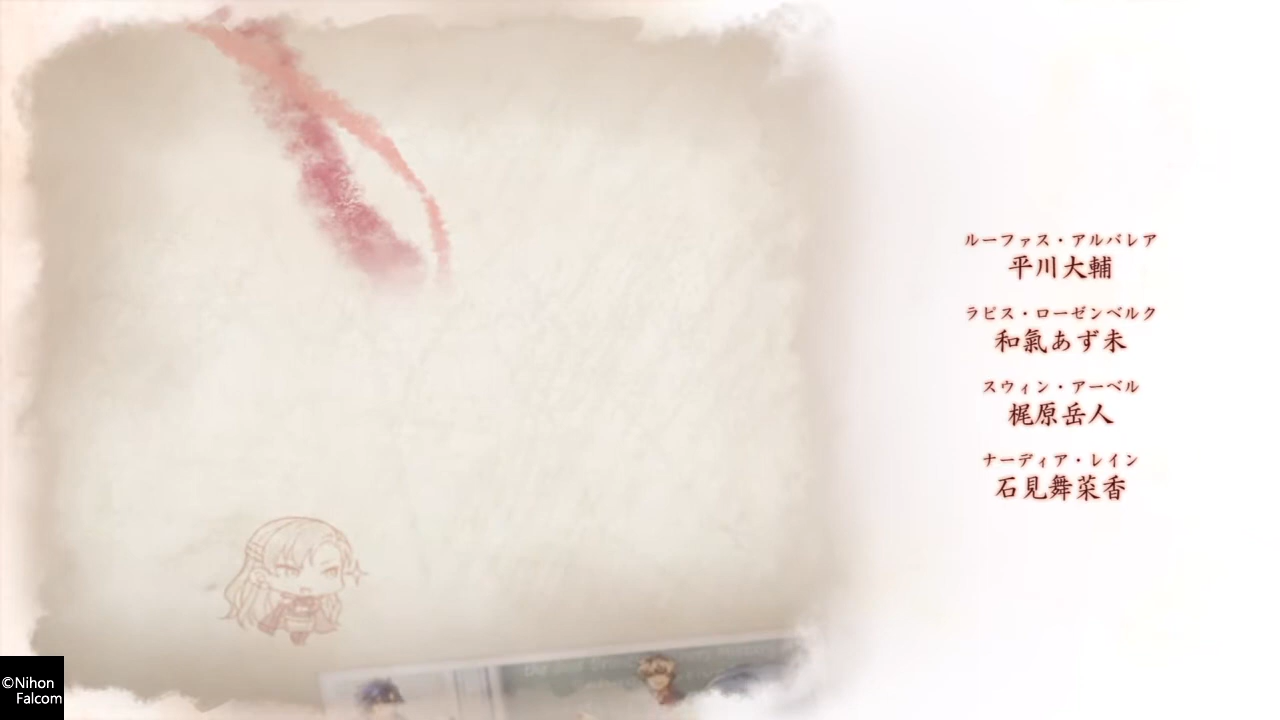 ルーファス・アルバレア
平川大輔
ラピス・ローゼンベルク
和氣あず未
スウィン・アーベル
梶原岳人
ナーディア・レイン
石見舞菜香
©Nihon
Falcom